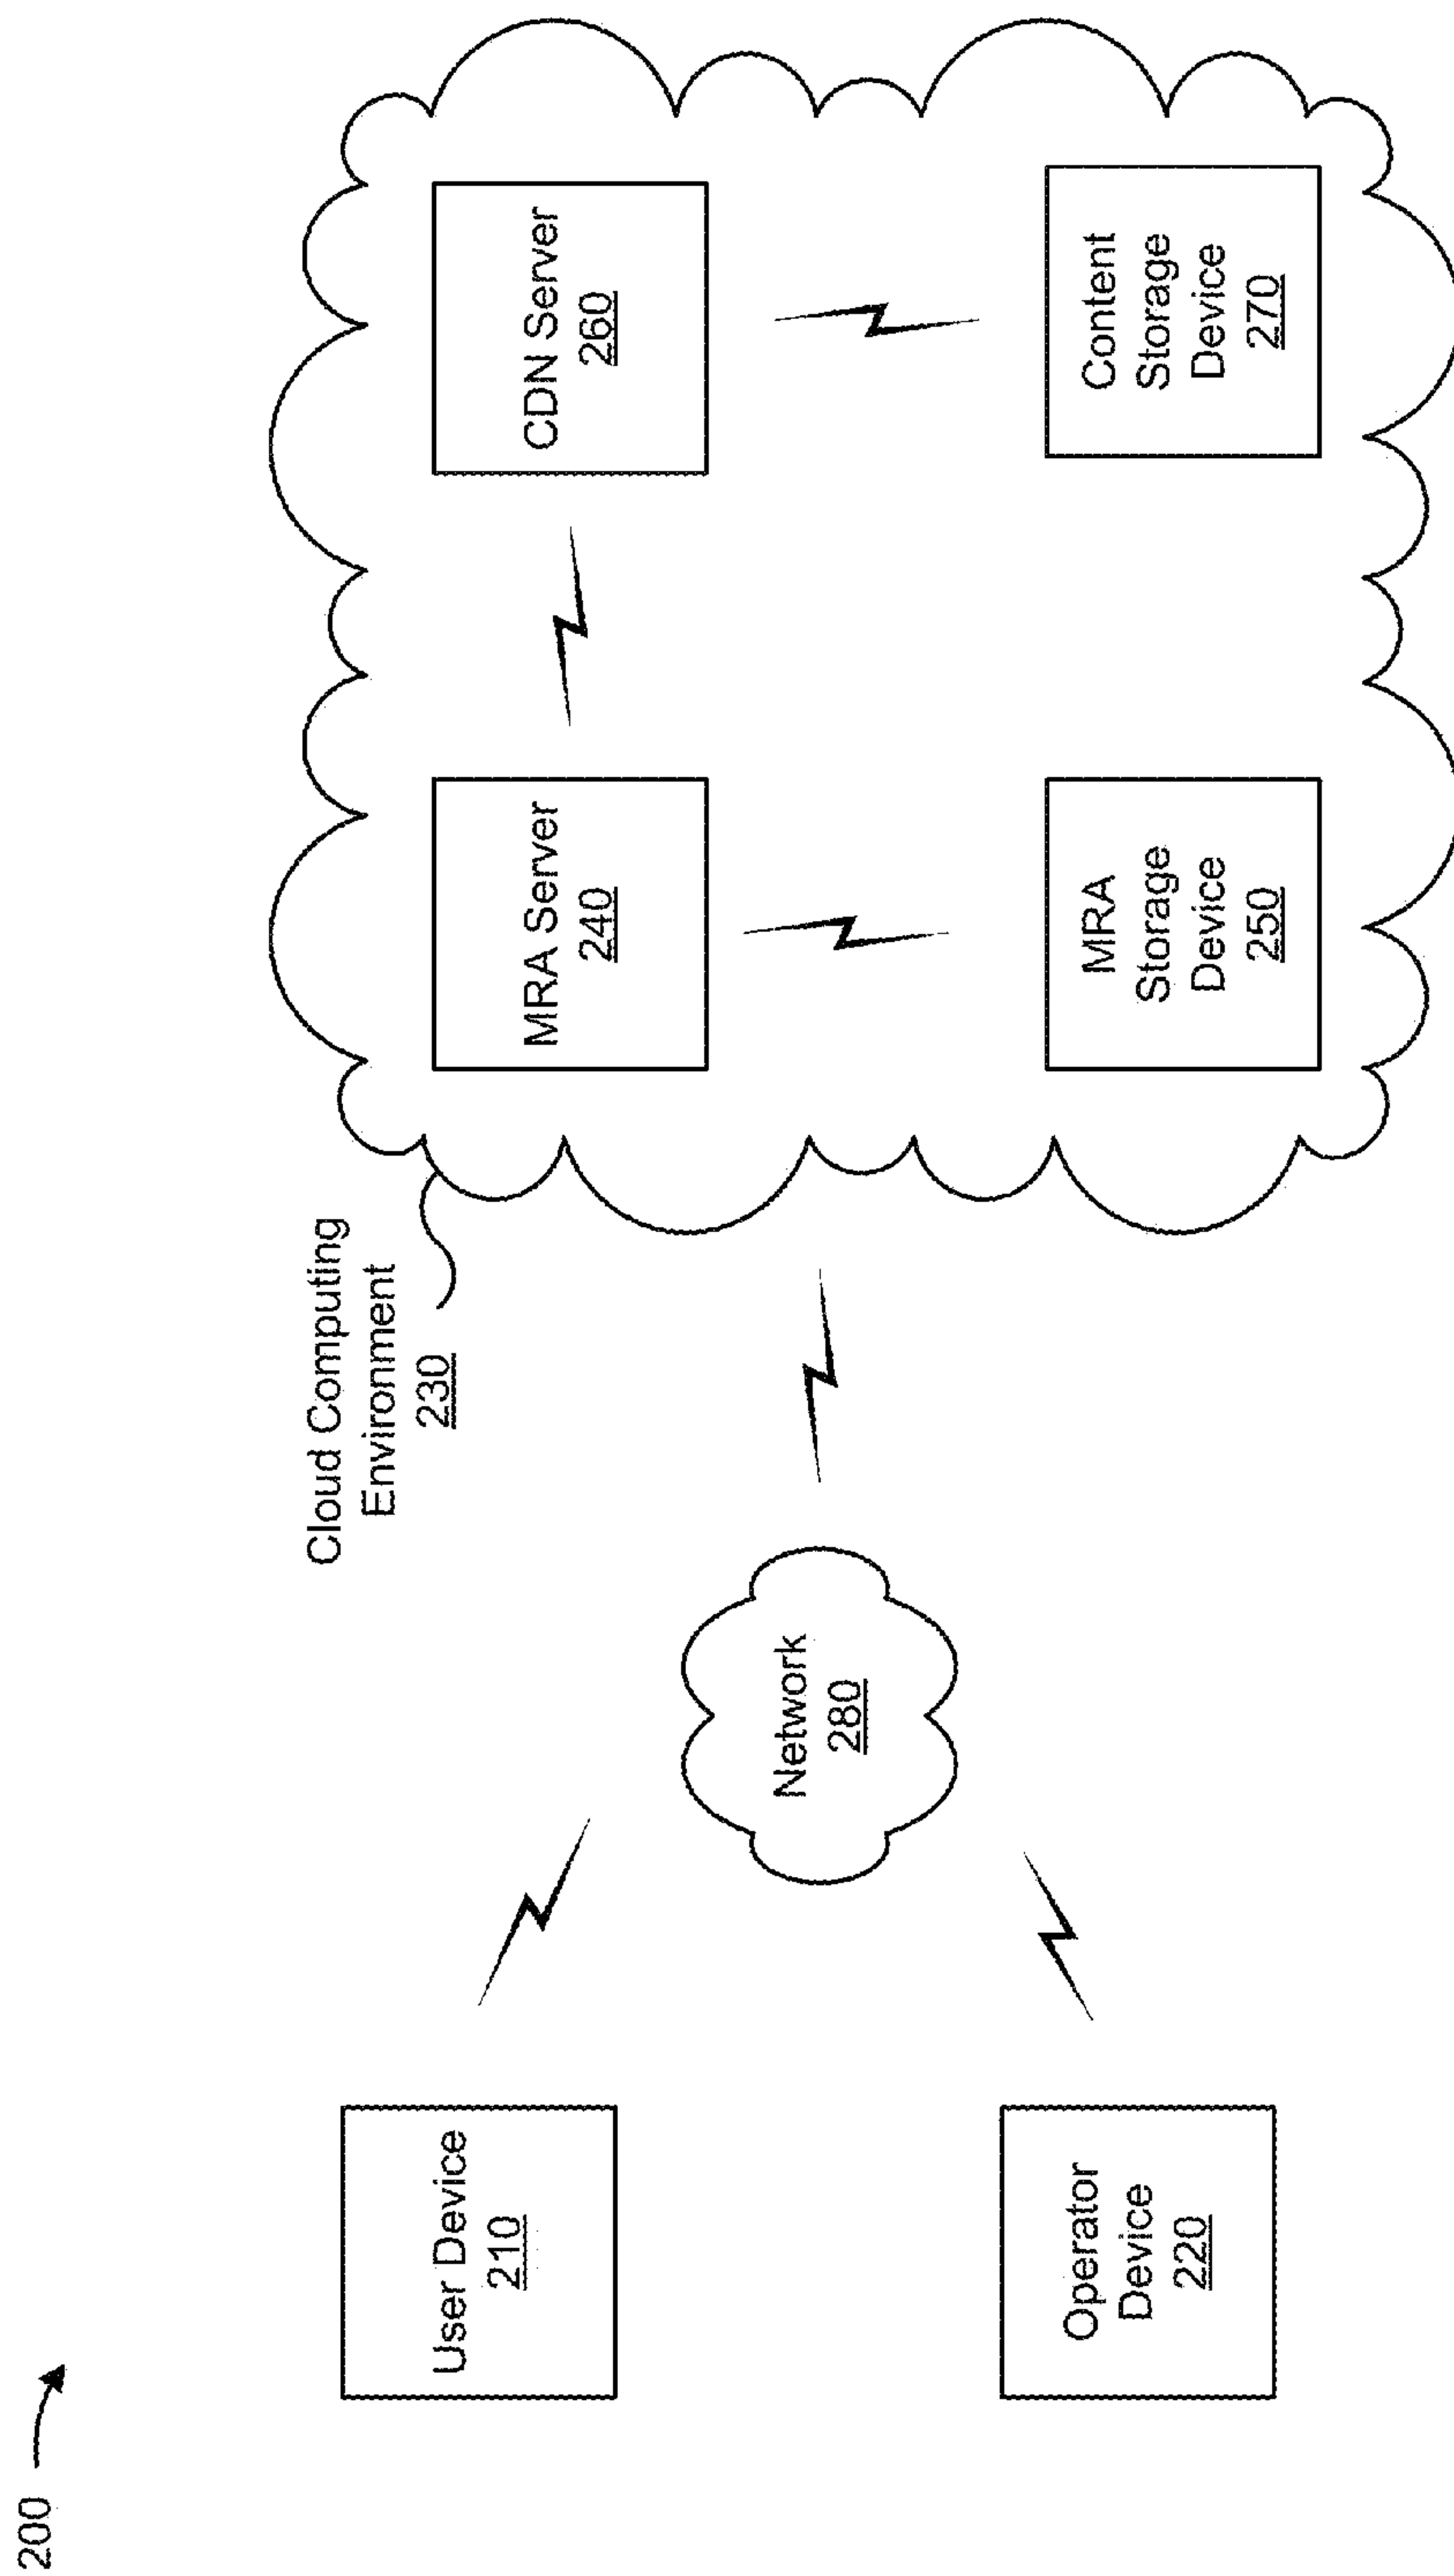 200
Cloud Computing
Environment
230
User Device
210
Operator
Device
220
Network
280
MRA Server
240
MRA
Storage
Device
250
CDN Server
260
Content
Storage
Device
270